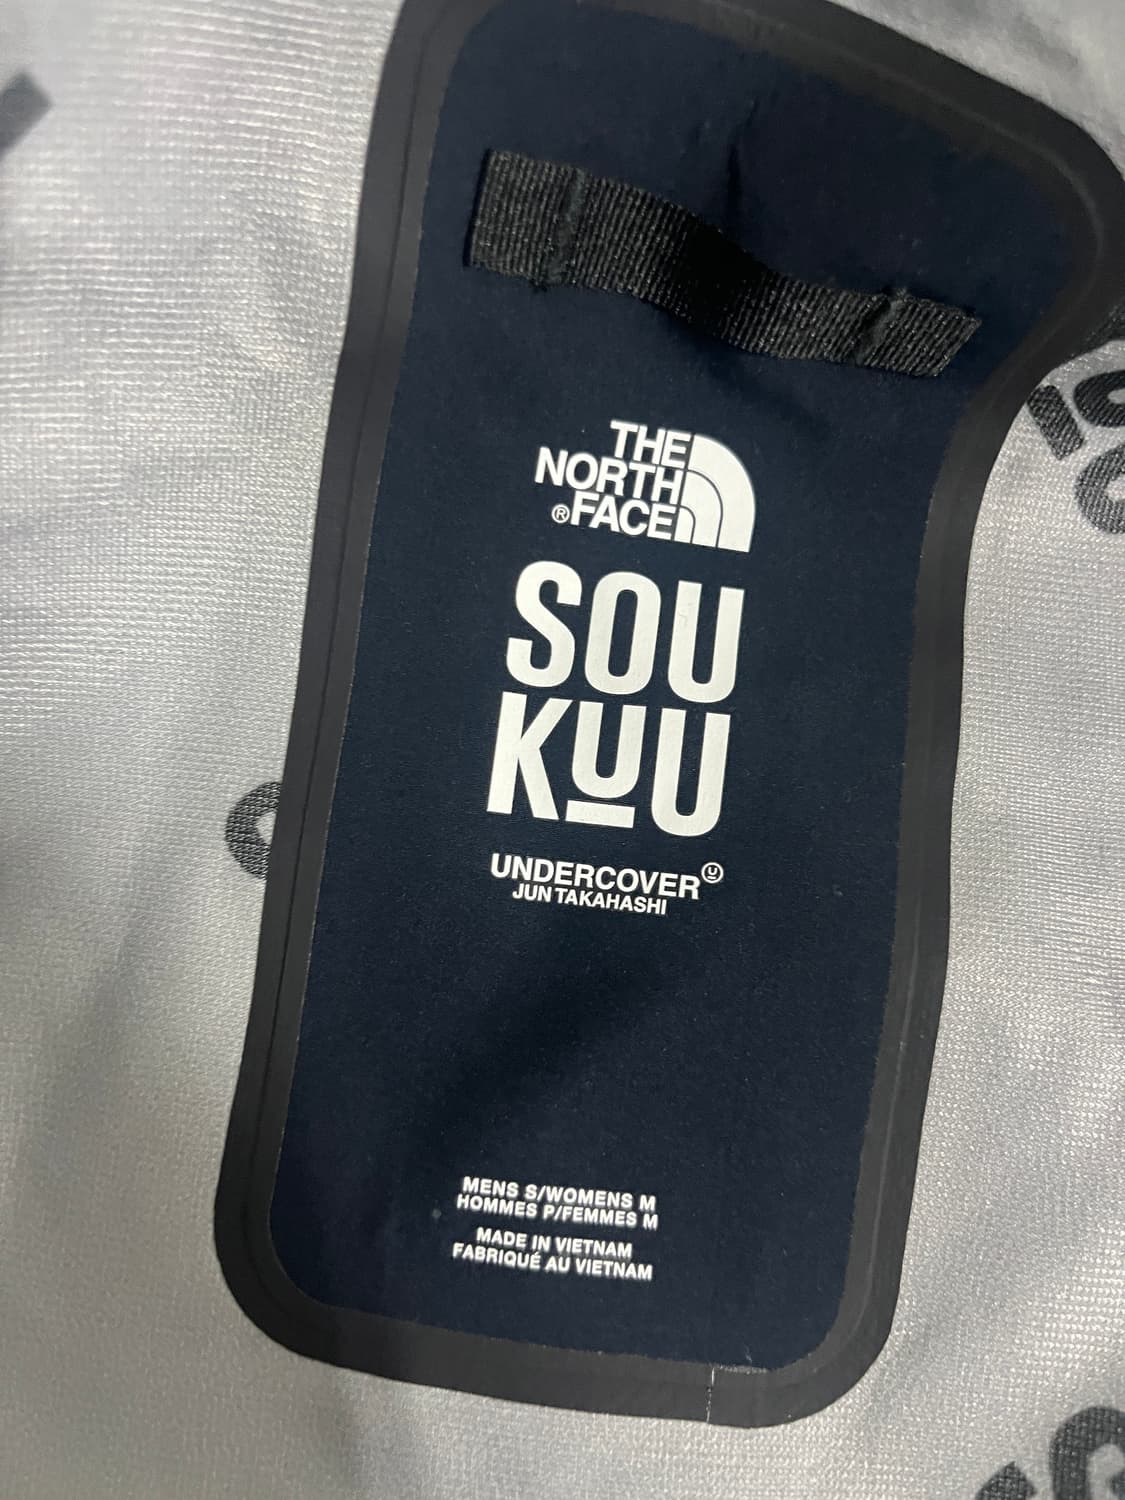 THE
NORTH
®FACE
SOU
KUU
UNDERCOVER
JUN TAKAHASHI
MENS S/WOMENS M
HOMMES P/FEMMES M
MADE IN VIETNAM
FABRIQUÉ AU VIETNAM